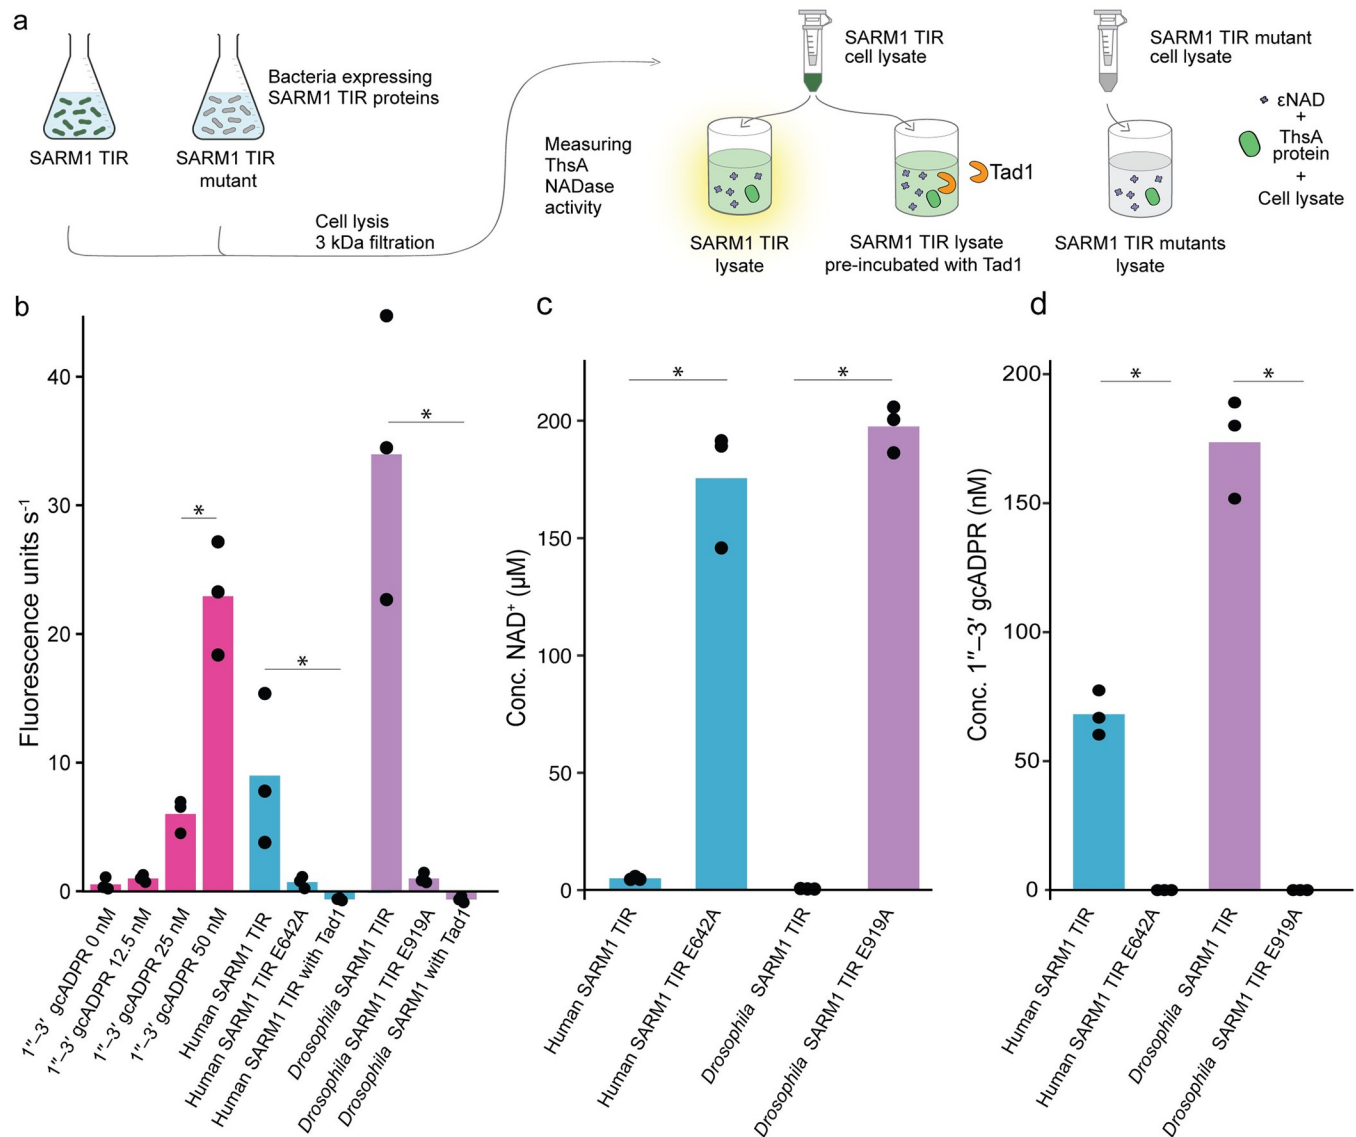 a
Bacteria expressing
SARM1 TIR proteins
SARM1 TIR
SARM1 TIR
mutant
Cell lysis
3 kDa filtration
Measuring
ThsA
NADase
activity
SARM1 TIR
cell lysate
SARM1 TIR mutant
cell lysate
Tad1
εNAD
+
ThsA
protein
+
Cell lysate
SARM1 TIR
lysate
SARM1 TIR lysate
pre-incubated with Tad1
SARM1 TIR mutants
lysate
b
Fluorescence units s⁻¹
40
30
20
10
0
*
*
*
1″–3′ gcADPR 0 nM
1″–3′ gcADPR 12.5 nM
1″–3′ gcADPR 25 nM
1″–3′ gcADPR 50 nM
Human SARM1 TIR
Human SARM1 TIR E642A
Human SARM1 TIR with Tad1
Drosophila SARM1 TIR
Drosophila SARM1 TIR E919A
Drosophila SARM1 with Tad1
c
Conc. NAD⁺ (µM)
200
150
100
50
0
*
*
Human SARM1 TIR
Human SARM1 TIR E642A
Drosophila SARM1 TIR
Drosophila SARM1 TIR E919A
d
Conc. 1″–3′ gcADPR (nM)
200
150
100
50
0
*
*
Human SARM1 TIR
Human SARM1 TIR E642A
Drosophila SARM1 TIR
Drosophila SARM1 TIR E919A